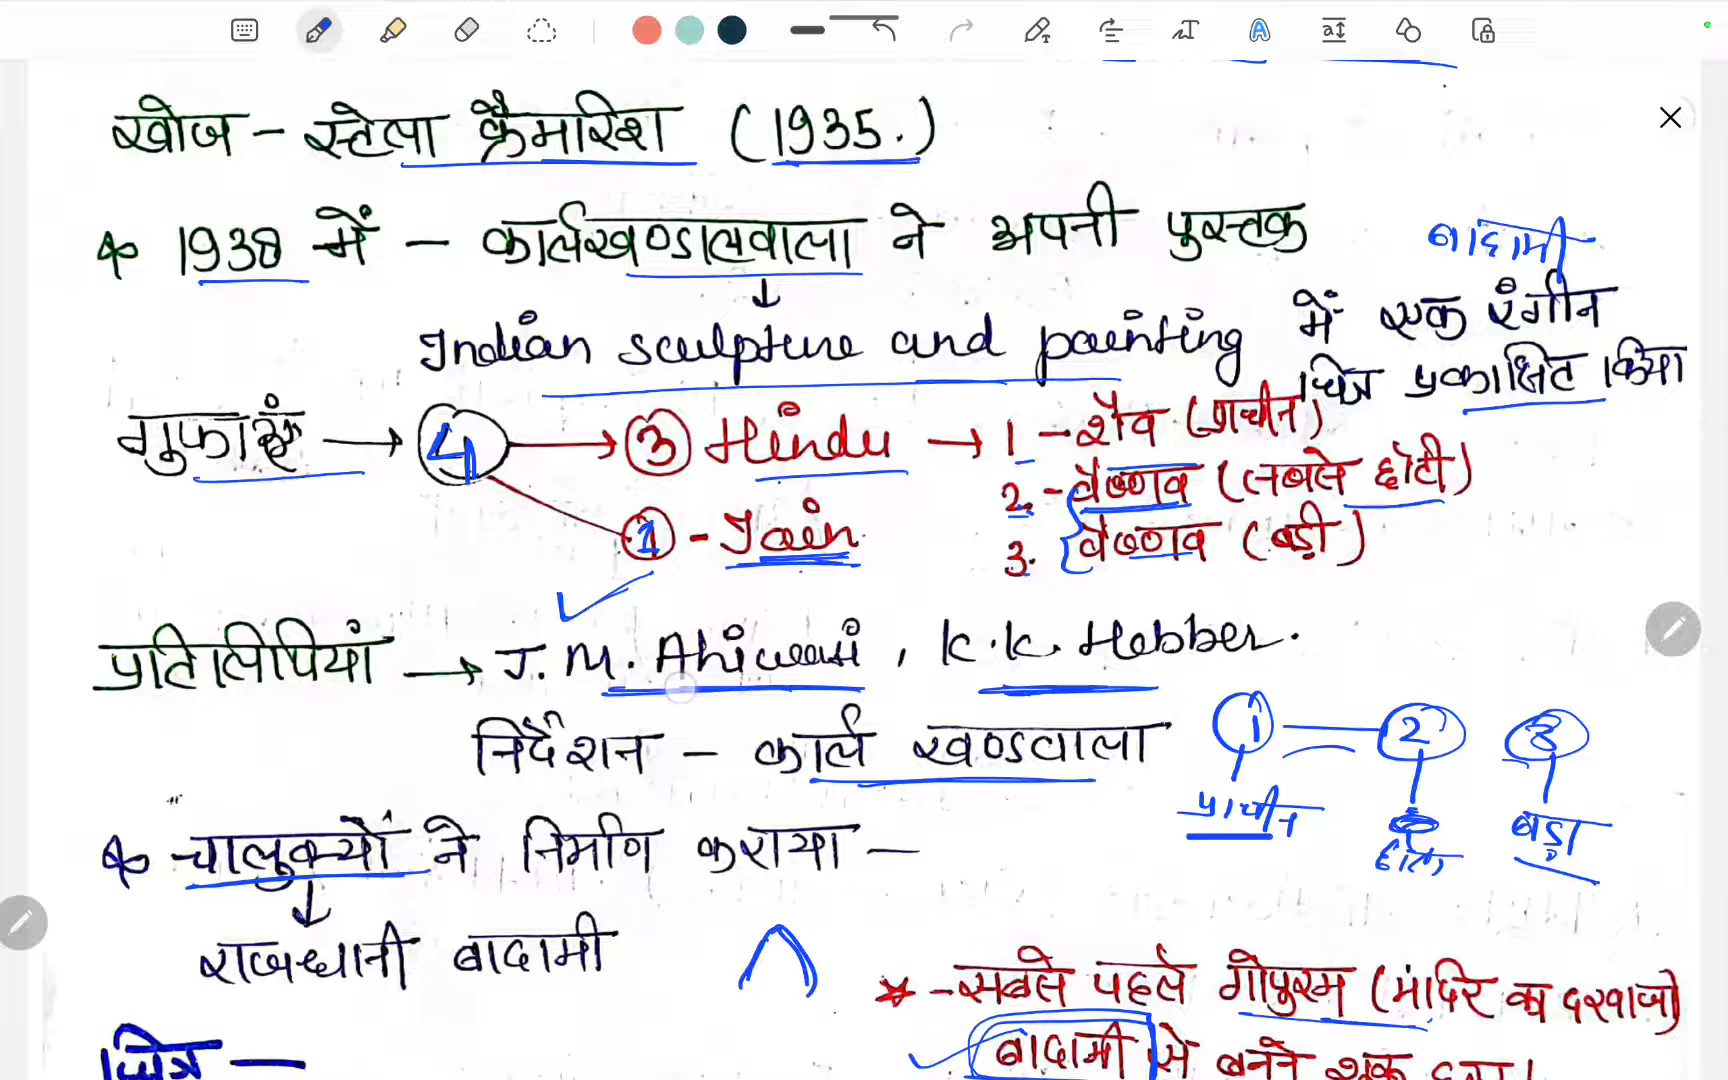 खोज - स्टेला क्रैमरिश (1935.)
1938 में - कार्लखण्डालवाला ने अपनी पुस्तक
बादामी
↓
Indian sculpture and painting में एक रंगीन
चित्र प्रकाशित किया
गुफाएं → 4 → 3 Hindu → 1 - शैव (प्राचीन)
2. - वैष्णव (सबसे छोटी)
1 - Jain
3. वैष्णव (बड़ी)
प्रतिलिपियां → J.M. Ahiwasi, K.K. Hebber.
निर्देशन - कार्ल खण्डवाला
1 2 3
प्राचीन बड़ा
चालुक्यों ने निर्माण कराया -
↓
राजधानी बादामी
* - सबसे पहले गोपुरम (मंदिर का दरवाजा)
बादामी से बनने शुरू हुए।
चित्र -